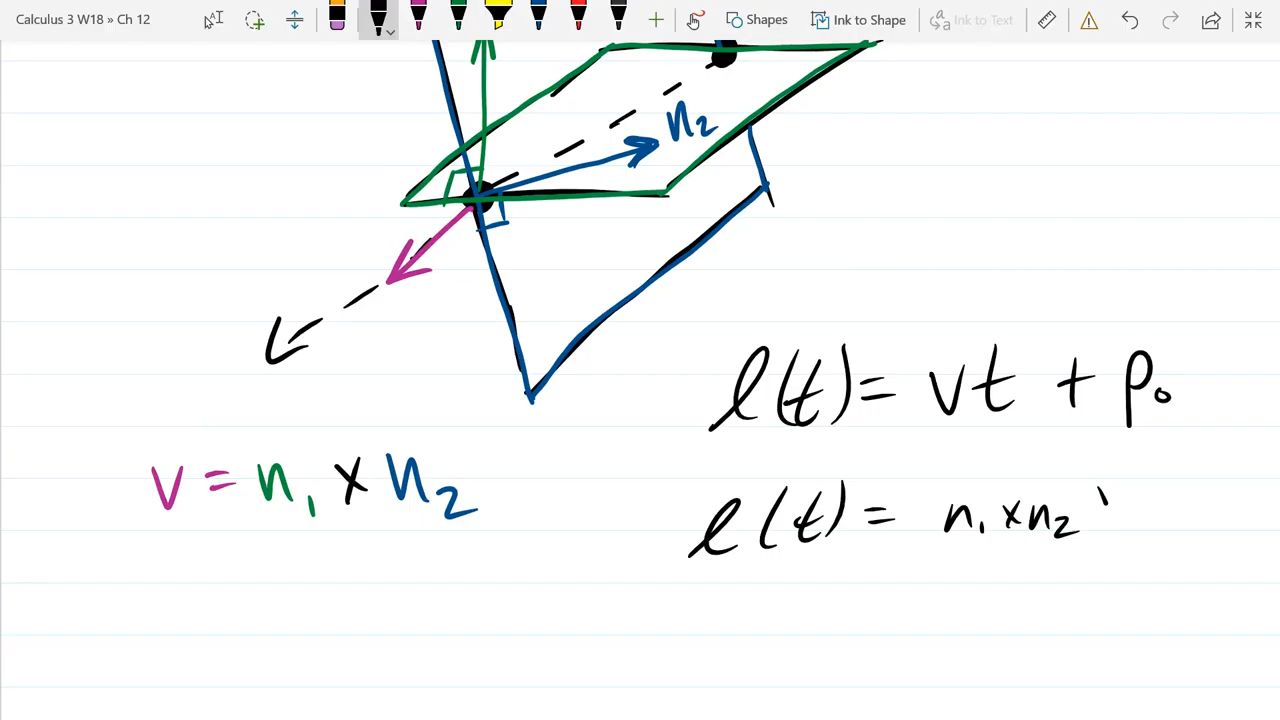 Calculus 3 W18 » Ch 12
Shapes
Ink to Shape
Ink to Text
n₂
l(t) = vt + p₀
v = n₁ × n₂
l(t) = n₁ × n₂